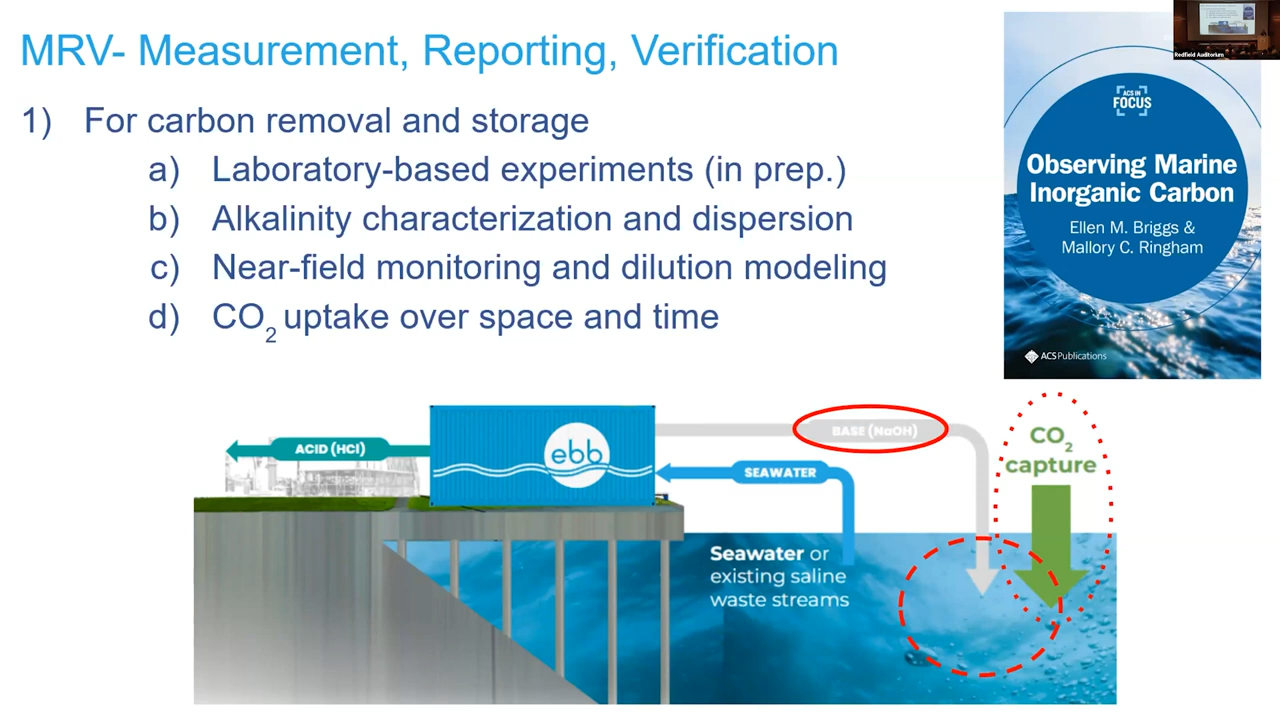 MRV- Measurement, Reporting, Verification
1) For carbon removal and storage
a) Laboratory-based experiments (in prep.)
b) Alkalinity characterization and dispersion
c) Near-field monitoring and dilution modeling
d) CO2 uptake over space and time
Redfield Auditorium
ACS IN
FOCUS
Observing Marine
Inorganic Carbon
Ellen M. Briggs &
Mallory C. Ringham
ACS Publications
ACID (HCl)
ebb
BASE (NaOH)
SEAWATER
CO2
capture
Seawater or
existing saline
waste streams